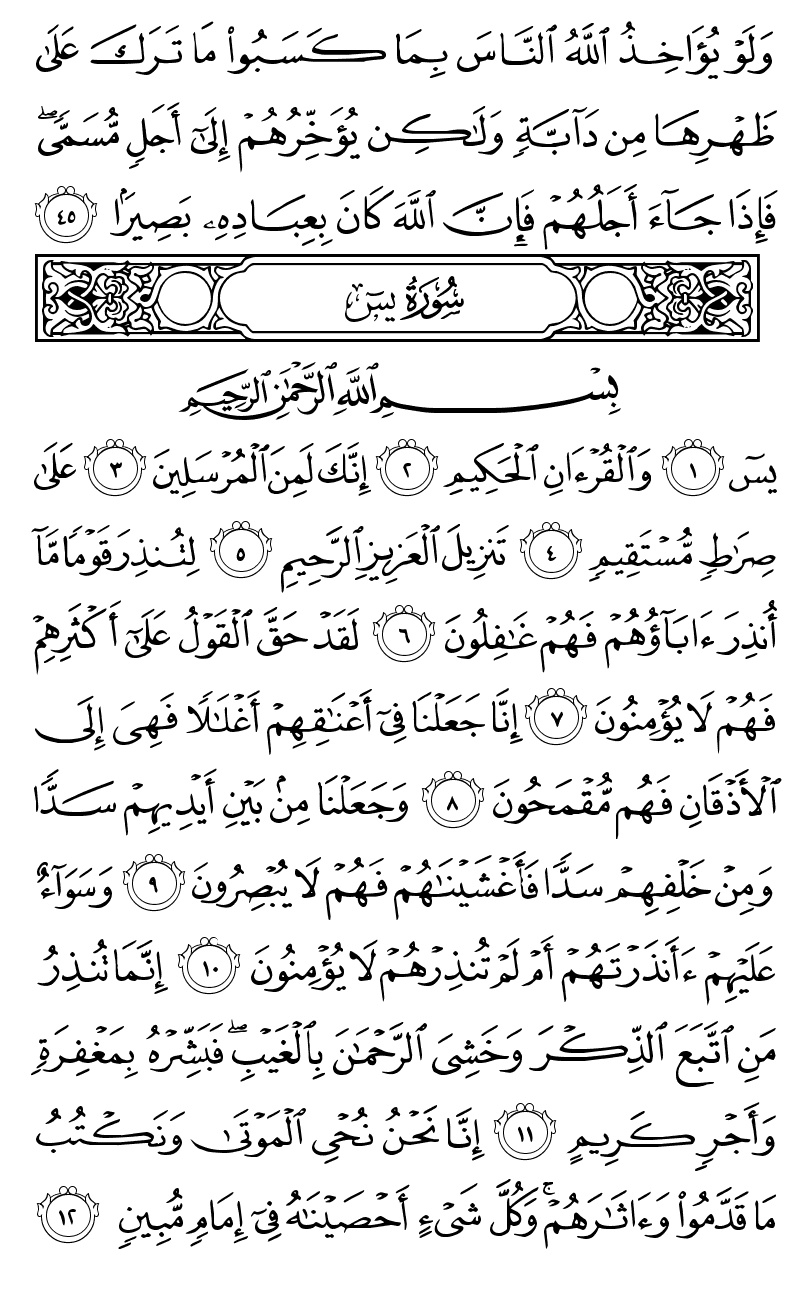 وَلَوۡ يُؤَاخِذُ ٱللَّهُ ٱلنَّاسَ بِمَا كَسَبُواْ مَا تَرَكَ عَلَىٰ
ظَهۡرِهَا مِن دَآبَّةٖ وَلَٰكِن يُؤَخِّرُهُمۡ إِلَىٰٓ أَجَلٖ مُّسَمّٗىۖ
فَإِذَا جَآءَ أَجَلُهُمۡ فَإِنَّ ٱللَّهَ كَانَ بِعِبَادِهِۦ بَصِيرَۢا ٤٥
سُورَةُ يسٓ
بِسۡمِ ٱللَّهِ ٱلرَّحۡمَٰنِ ٱلرَّحِيمِ
يسٓ ١ وَٱلۡقُرۡءَانِ ٱلۡحَكِيمِ ٢ إِنَّكَ لَمِنَ ٱلۡمُرۡسَلِينَ ٣ عَلَىٰ
صِرَٰطٖ مُّسۡتَقِيمٖ ٤ تَنزِيلَ ٱلۡعَزِيزِ ٱلرَّحِيمِ ٥ لِتُنذِرَ قَوۡمٗا مَّآ
أُنذِرَ ءَابَآؤُهُمۡ فَهُمۡ غَٰفِلُونَ ٦ لَقَدۡ حَقَّ ٱلۡقَوۡلُ عَلَىٰٓ أَكۡثَرِهِمۡ
فَهُمۡ لَا يُؤۡمِنُونَ ٧ إِنَّا جَعَلۡنَا فِيٓ أَعۡنَٰقِهِمۡ أَغۡلَٰلٗا فَهِيَ إِلَى
ٱلۡأَذۡقَانِ فَهُم مُّقۡمَحُونَ ٨ وَجَعَلۡنَا مِنۢ بَيۡنِ أَيۡدِيهِمۡ سَدّٗا
وَمِنۡ خَلۡفِهِمۡ سَدّٗا فَأَغۡشَيۡنَٰهُمۡ فَهُمۡ لَا يُبۡصِرُونَ ٩ وَسَوَآءٌ
عَلَيۡهِمۡ ءَأَنذَرۡتَهُمۡ أَمۡ لَمۡ تُنذِرۡهُمۡ لَا يُؤۡمِنُونَ ١٠ إِنَّمَا تُنذِرُ
مَنِ ٱتَّبَعَ ٱلذِّكۡرَ وَخَشِيَ ٱلرَّحۡمَٰنَ بِٱلۡغَيۡبِۖ فَبَشِّرۡهُ بِمَغۡفِرَةٖ
وَأَجۡرٖ كَرِيمٍ ١١ إِنَّا نَحۡنُ نُحۡيِ ٱلۡمَوۡتَىٰ وَنَكۡتُبُ
مَا قَدَّمُواْ وَءَاثَٰرَهُمۡۚ وَكُلَّ شَيۡءٍ أَحۡصَيۡنَٰهُ فِيٓ إِمَامٖ مُّبِينٖ ١٢